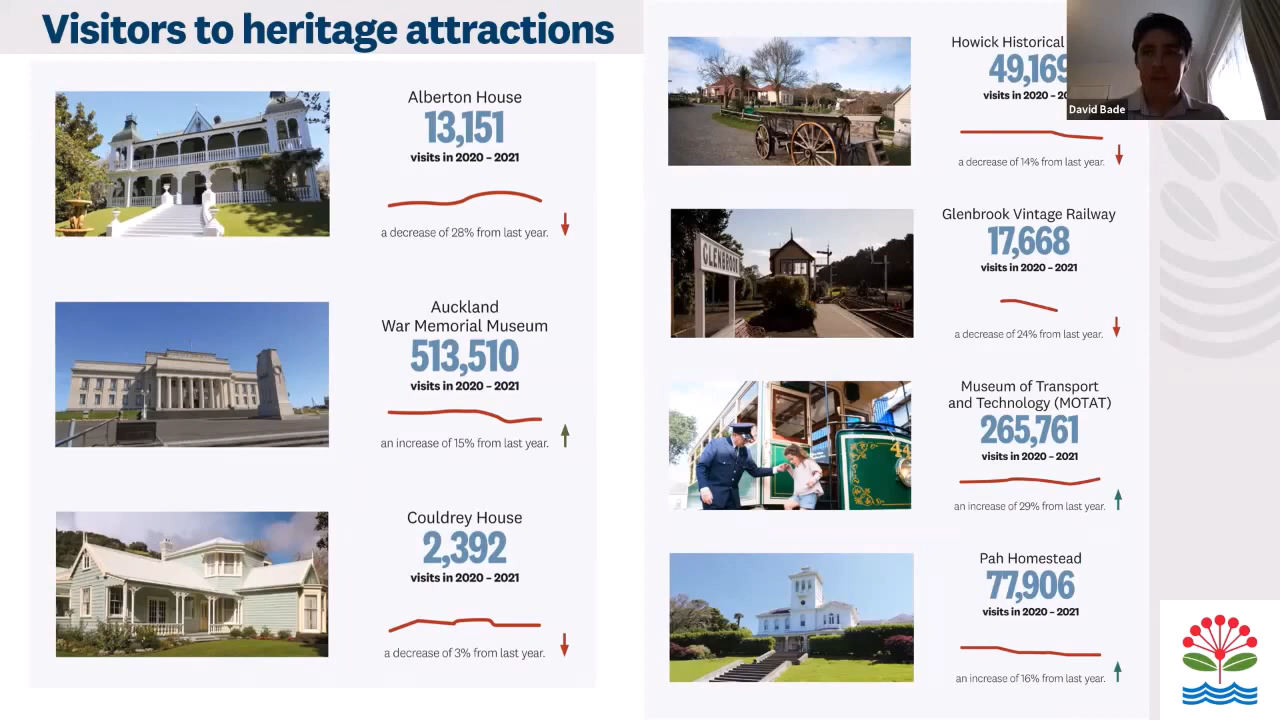 Visitors to heritage attractions
Alberton House
13,151
visits in 2020 – 2021
a decrease of 28% from last year.
Auckland
War Memorial Museum
513,510
visits in 2020 – 2021
an increase of 15% from last year.
Couldrey House
2,392
visits in 2020 – 2021
a decrease of 3% from last year.
Howick Historical
49,169
visits in 2020 – 20
a decrease of 14% from last year.
GLENBROOK
Glenbrook Vintage Railway
17,668
visits in 2020 – 2021
a decrease of 24% from last year.
Museum of Transport
and Technology (MOTAT)
265,761
visits in 2020 – 2021
an increase of 29% from last year.
Pah Homestead
77,906
visits in 2020 – 2021
an increase of 16% from last year.
David Bade